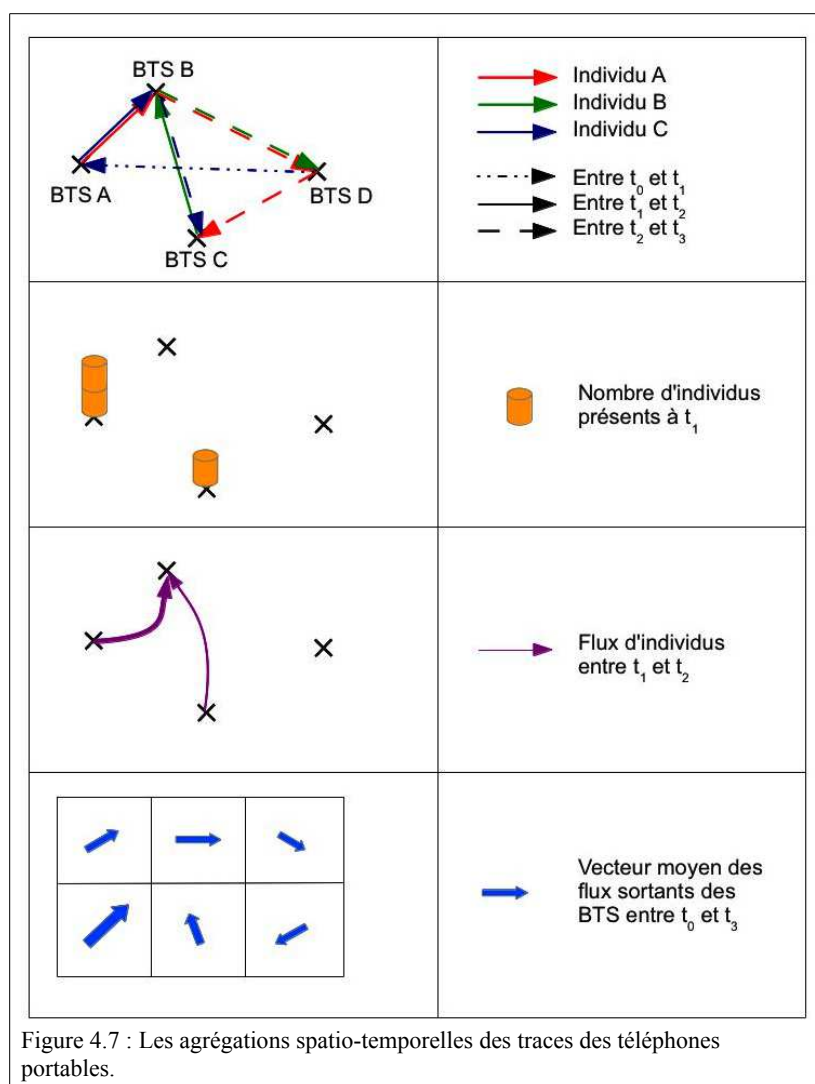 BTS B
BTS A
BTS D
BTS C
Individu A
Individu B
Individu C
Entre t0 et t1
Entre t1 et t2
Entre t2 et t3
Nombre d'individus
présents à t1
Flux d'individus
entre t1 et t2
Vecteur moyen des
flux sortants des
BTS entre t0 et t3
Figure 4.7 : Les agrégations spatio-temporelles des traces des téléphones
portables.